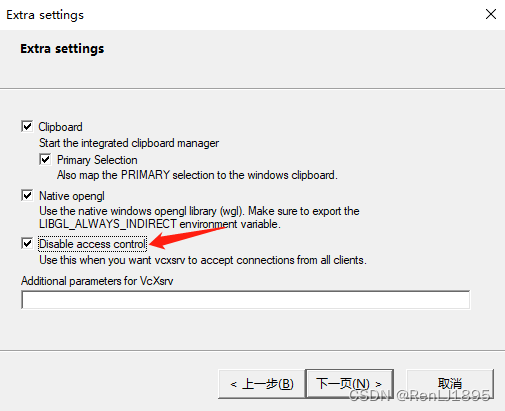 Extra settings
Extra settings
Clipboard
Start the integrated clipboard manager
Primary Selection
Also map the PRIMARY selection to the windows clipboard.
Native opengl
Use the native windows opengl library (wgl). Make sure to export the
LIBGL_ALWAYS_INDIRECT environment variable.
Disable access control
Use this when you want vcxsrv to accept connections from all clients.
Additional parameters for VcXsrv
< 上一步(B)
下一页(N) >
取消
CSDN @RenLJ1895